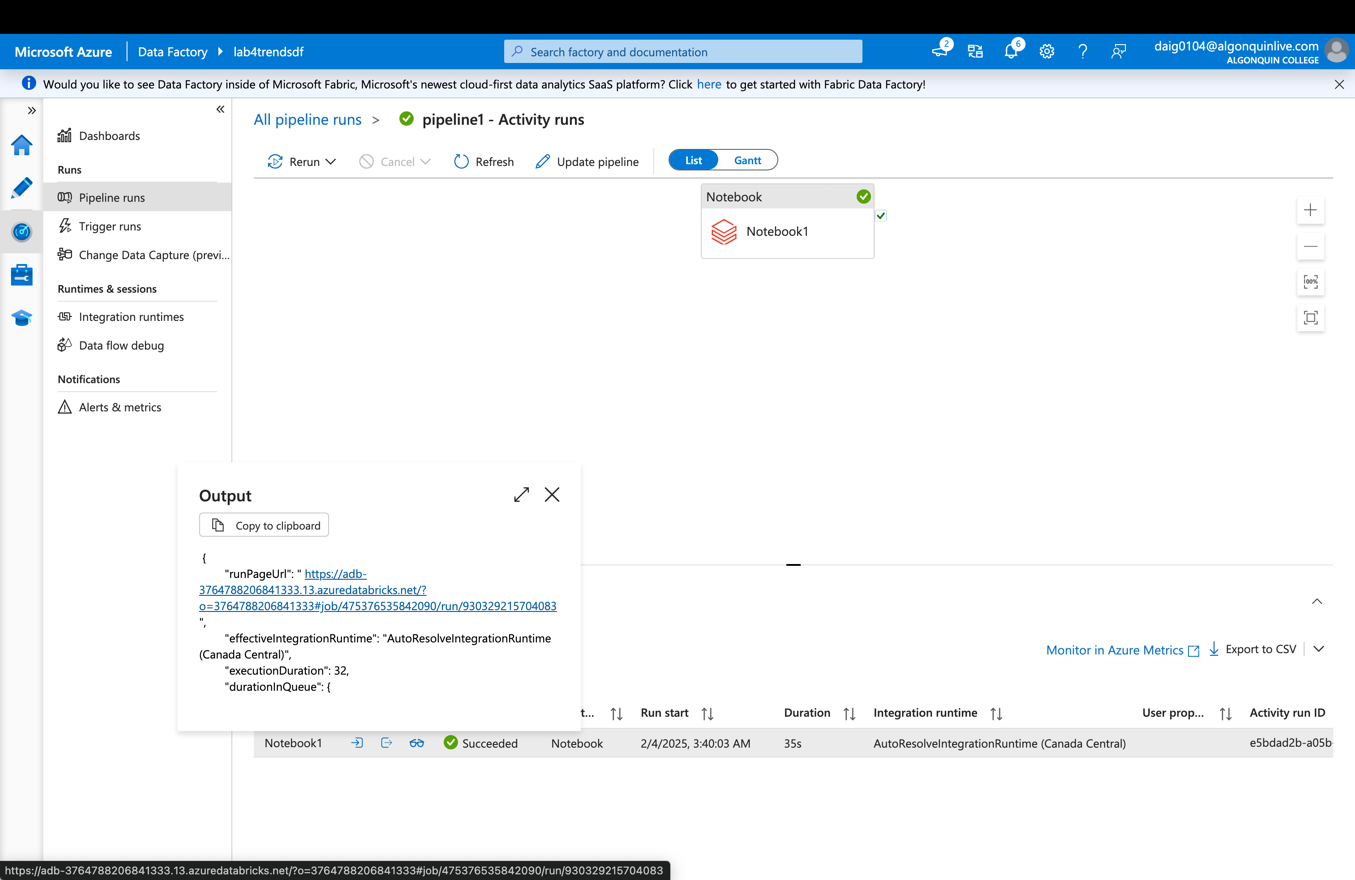 Microsoft Azure
Data Factory
lab4trendsdf
Search factory and documentation
2
6
daig0104@algonquinlive.com
ALGONQUIN COLLEGE
Would you like to see Data Factory inside of Microsoft Fabric, Microsoft's newest cloud-first data analytics SaaS platform? Click here to get started with Fabric Data Factory!
Dashboards
Runs
Pipeline runs
Trigger runs
Change Data Capture (previ...
Runtimes & sessions
Integration runtimes
Data flow debug
Notifications
Alerts & metrics
All pipeline runs > pipeline1 - Activity runs
Rerun
Cancel
Refresh
Update pipeline
List
Gantt
Notebook
Notebook1
100%
Output
Copy to clipboard
{
"runPageUrl": " https://adb-
3764788206841333.13.azuredatabricks.net/?
o=3764788206841333#job/475376535842090/run/930329215704083
",
"effectiveIntegrationRuntime": "AutoResolveIntegrationRuntime
(Canada Central)",
"executionDuration": 32,
"durationInQueue": {
Monitor in Azure Metrics
Export to CSV
t... Run start Duration Integration runtime User prop... Activity run ID
Notebook1 Succeeded Notebook 2/4/2025, 3:40:03 AM 35s AutoResolveIntegrationRuntime (Canada Central) e5bdad2b-a05b-
https://adb-3764788206841333.13.azuredatabricks.net/?o=3764788206841333#job/475376535842090/run/930329215704083